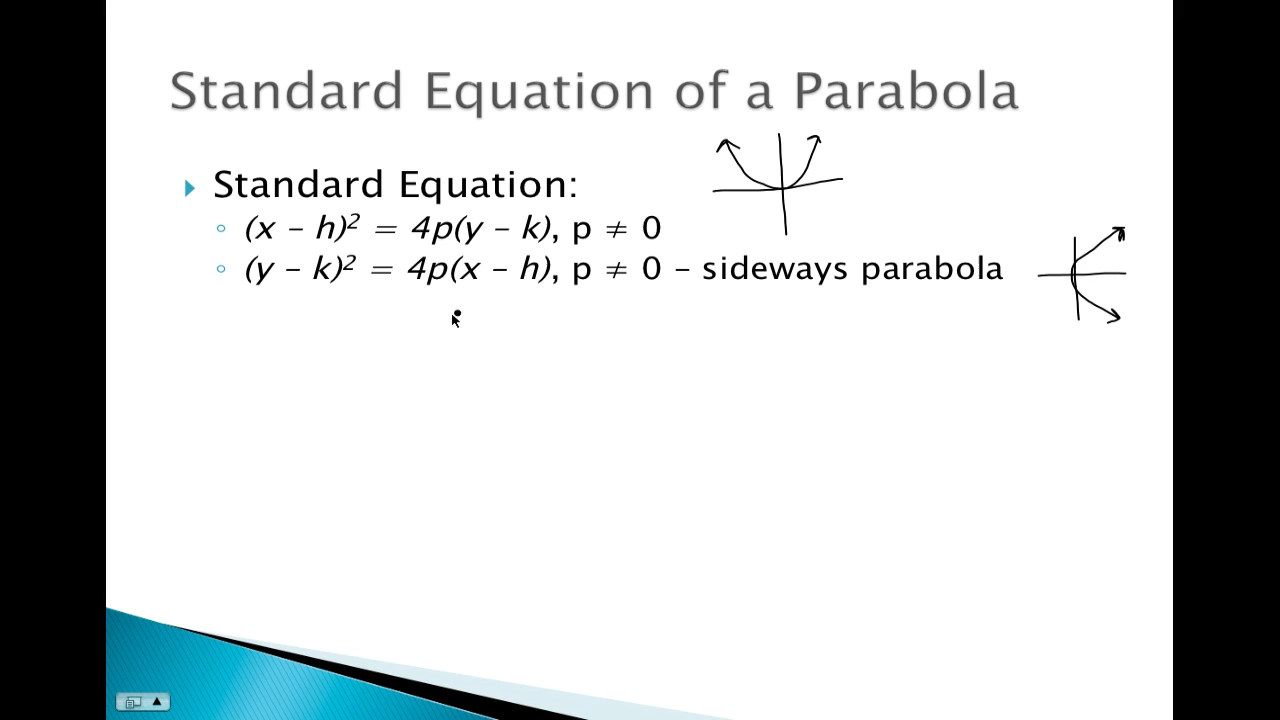 Standard Equation of a Parabola
Standard Equation:
(x – h)² = 4p(y – k), p ≠ 0
(y – k)² = 4p(x – h), p ≠ 0 – sideways parabola